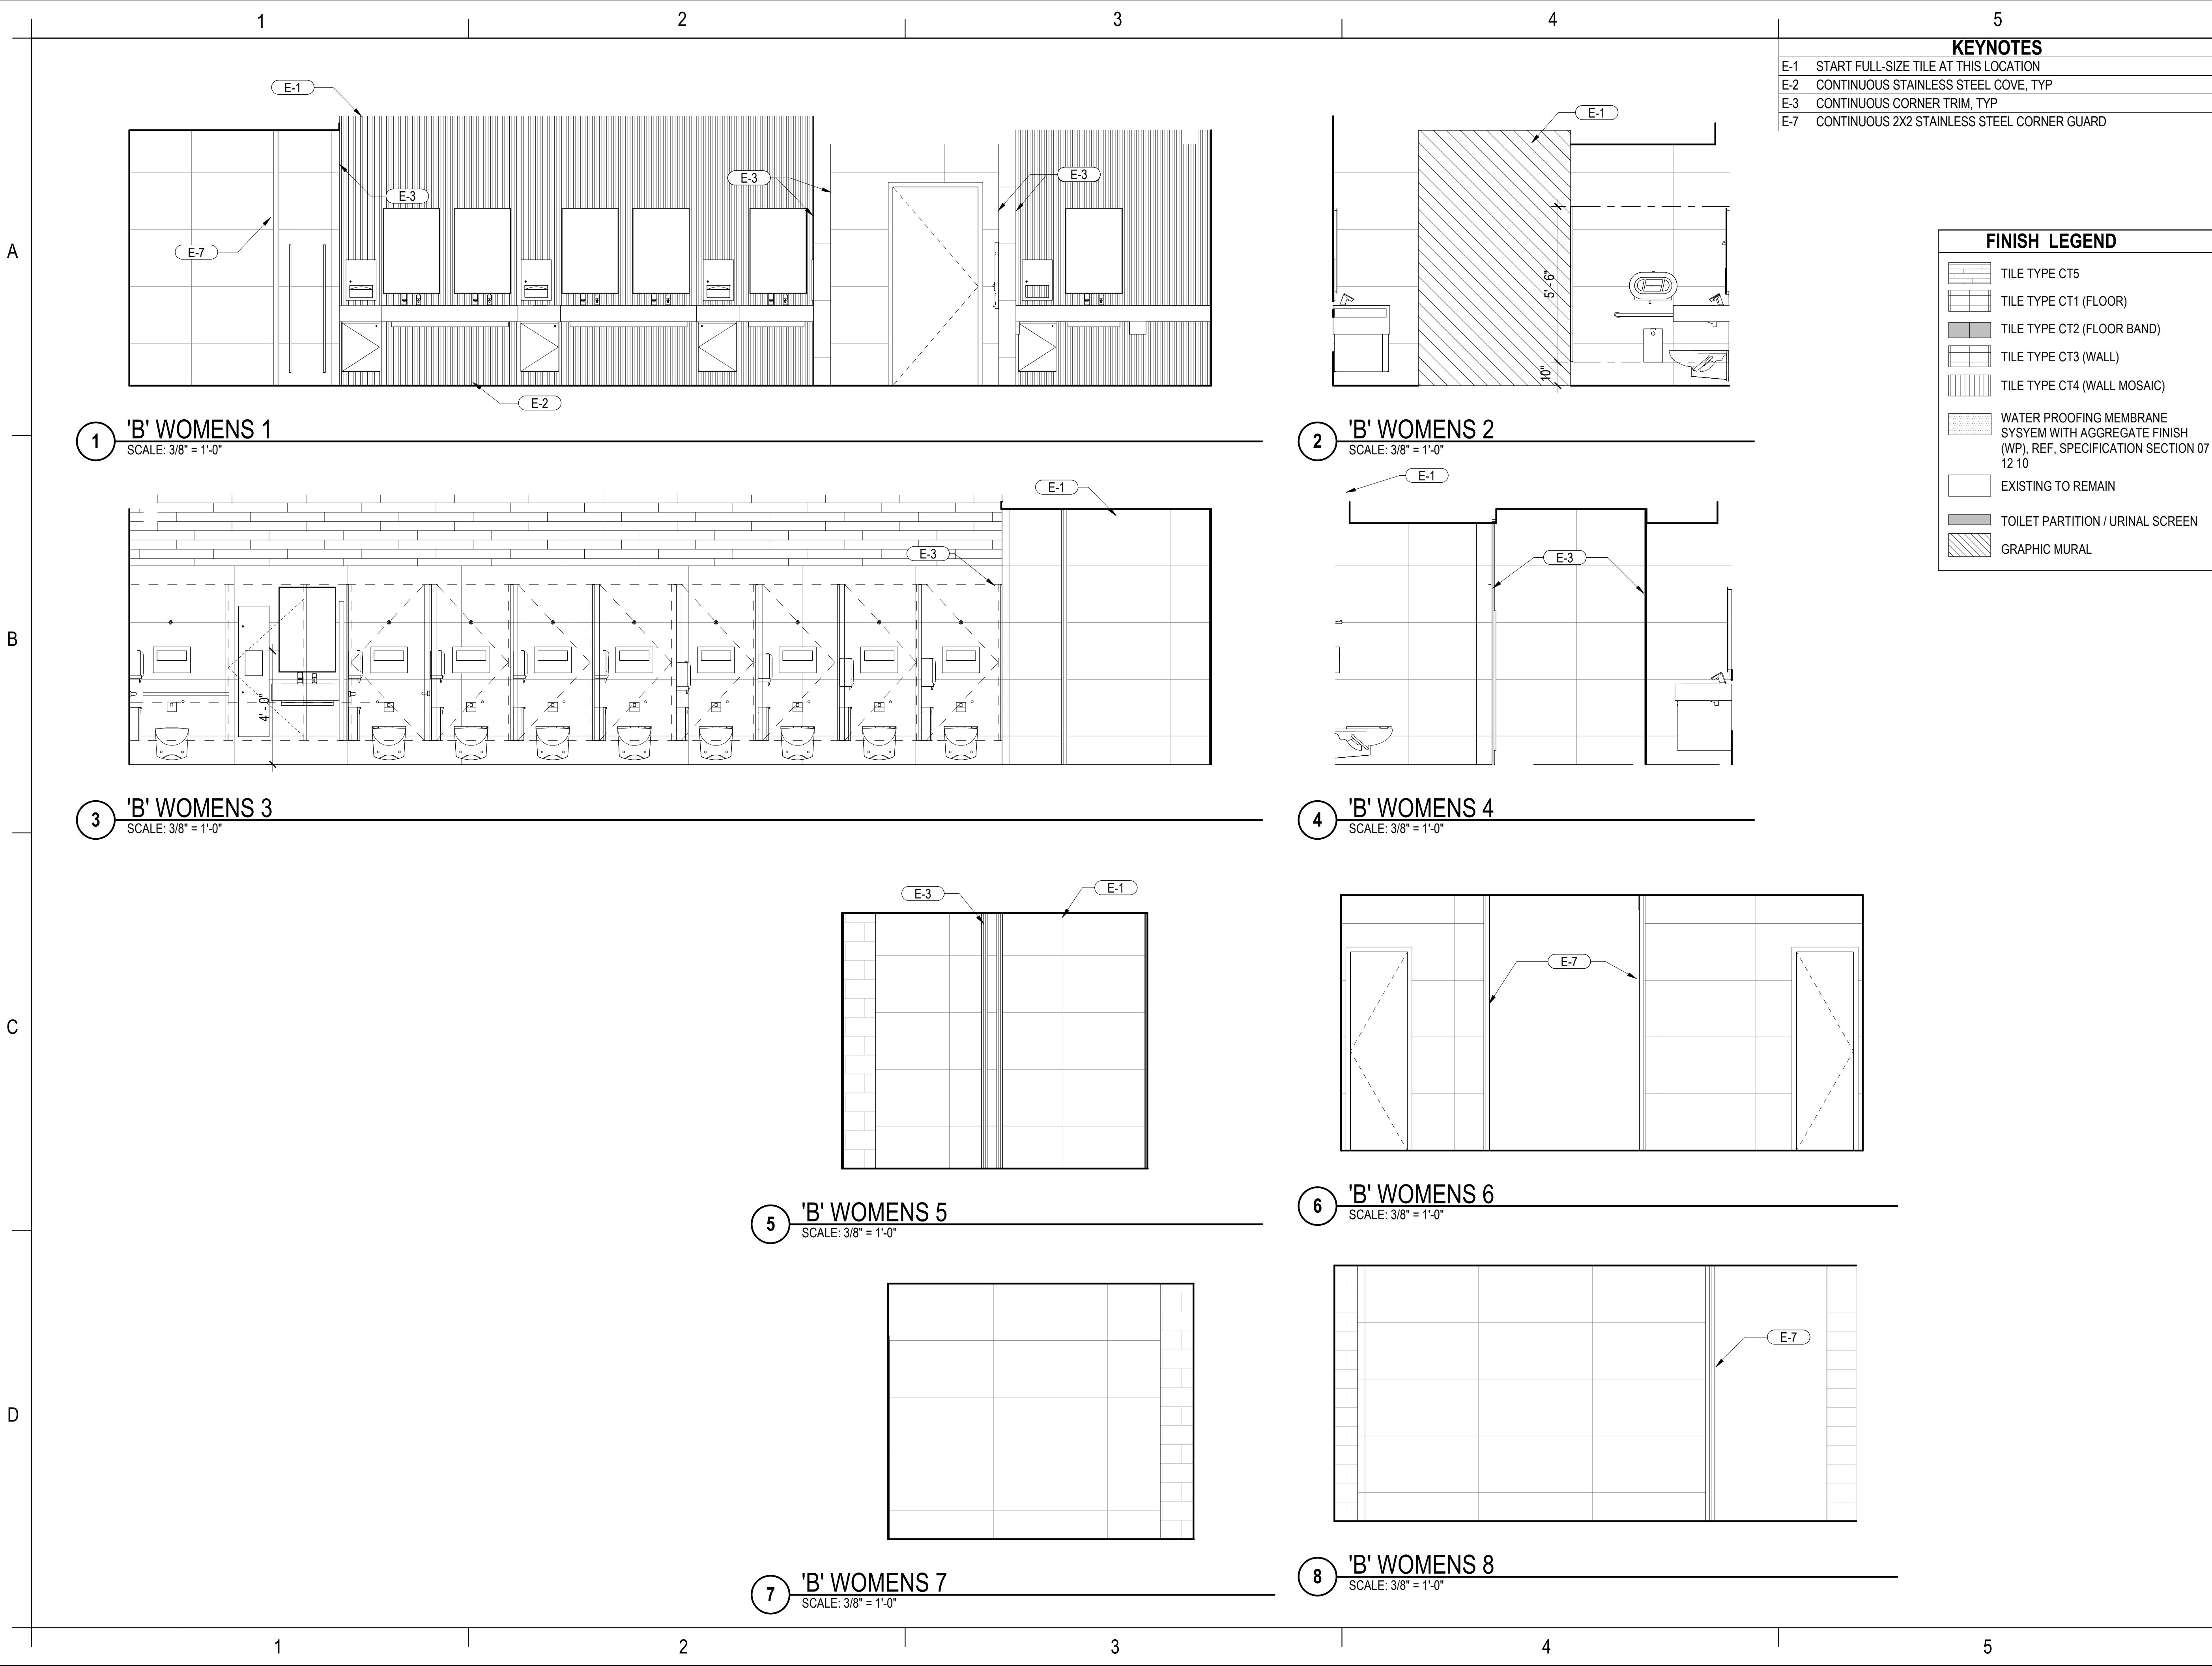 1 2 3 4 5
KEYNOTES
E-1 START FULL-SIZE TILE AT THIS LOCATION
E-2 CONTINUOUS STAINLESS STEEL COVE, TYP
E-3 CONTINUOUS CORNER TRIM, TYP
E-7 CONTINUOUS 2X2 STAINLESS STEEL CORNER GUARD
A
E-1
E-3
E-3
E-3
E-7
E-2
1 'B' WOMENS 1
SCALE: 3/8" = 1'-0"
E-1
5' - 6"
10"
2 'B' WOMENS 2
SCALE: 3/8" = 1'-0"
FINISH LEGEND
TILE TYPE CT5
TILE TYPE CT1 (FLOOR)
TILE TYPE CT2 (FLOOR BAND)
TILE TYPE CT3 (WALL)
TILE TYPE CT4 (WALL MOSAIC)
WATER PROOFING MEMBRANE
SYSYEM WITH AGGREGATE FINISH
(WP), REF, SPECIFICATION SECTION 07
12 10
EXISTING TO REMAIN
TOILET PARTITION / URINAL SCREEN
GRAPHIC MURAL
B
E-1
E-3
4' - 0"
3 'B' WOMENS 3
SCALE: 3/8" = 1'-0"
E-1
E-3
4 'B' WOMENS 4
SCALE: 3/8" = 1'-0"
C
E-3
E-1
5 'B' WOMENS 5
SCALE: 3/8" = 1'-0"
E-7
6 'B' WOMENS 6
SCALE: 3/8" = 1'-0"
D
7 'B' WOMENS 7
SCALE: 3/8" = 1'-0"
E-7
8 'B' WOMENS 8
SCALE: 3/8" = 1'-0"
1 2 3 4 5